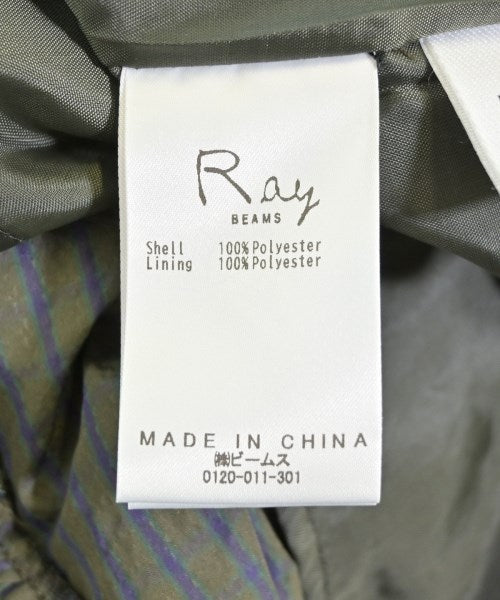 Ray
BEAMS
Shell 100%Polyester
Lining 100%Polyester
MADE IN CHINA
㈱ビームス
0120-011-301